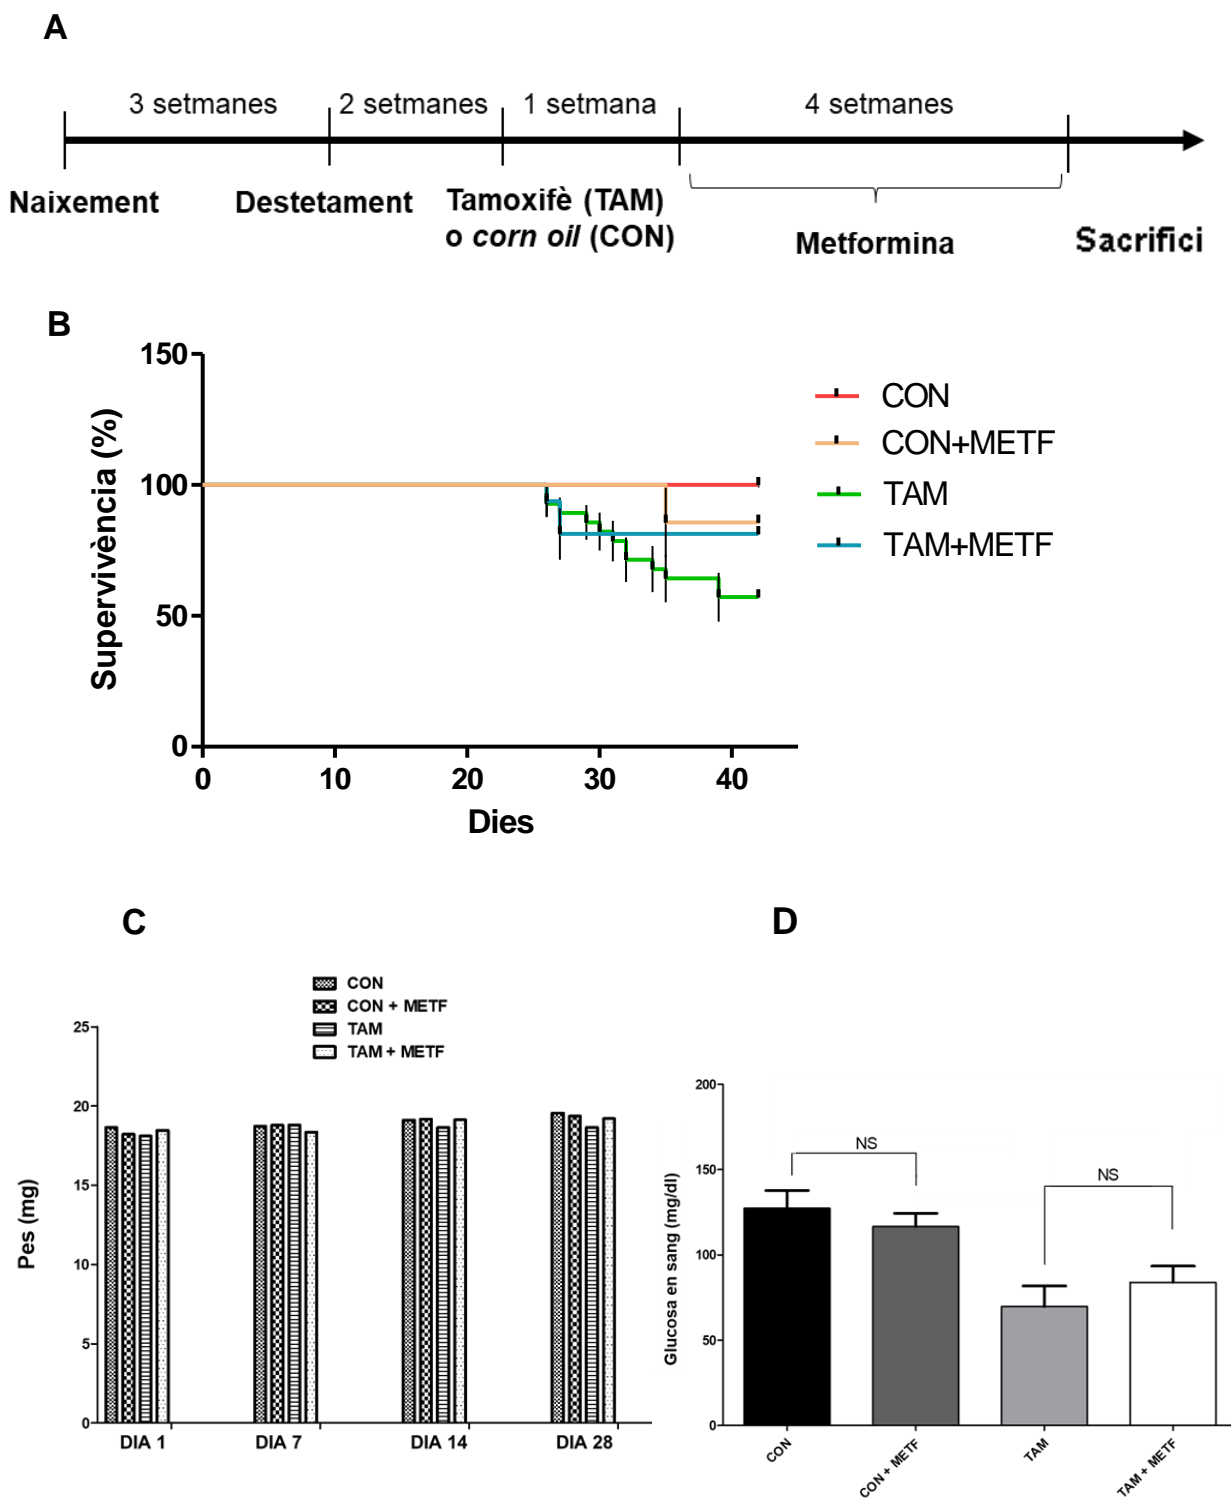 A
3 setmanes
2 setmanes
1 setmana
4 setmanes
Naixement
Destetament
Tamoxifè (TAM)
o corn oil (CON)
Metformina
Sacrifici
B
150
100
50
0
Supervivència (%)
0
10
20
30
40
Dies
CON
CON+METF
TAM
TAM+METF
C
CON
CON + METF
TAM
TAM + METF
25
20
15
10
5
0
Pes (mg)
DIA 1
DIA 7
DIA 14
DIA 28
D
200
150
100
50
0
Glucosa en sang (mg/dl)
NS
NS
CON
CON + METF
TAM
TAM + METF